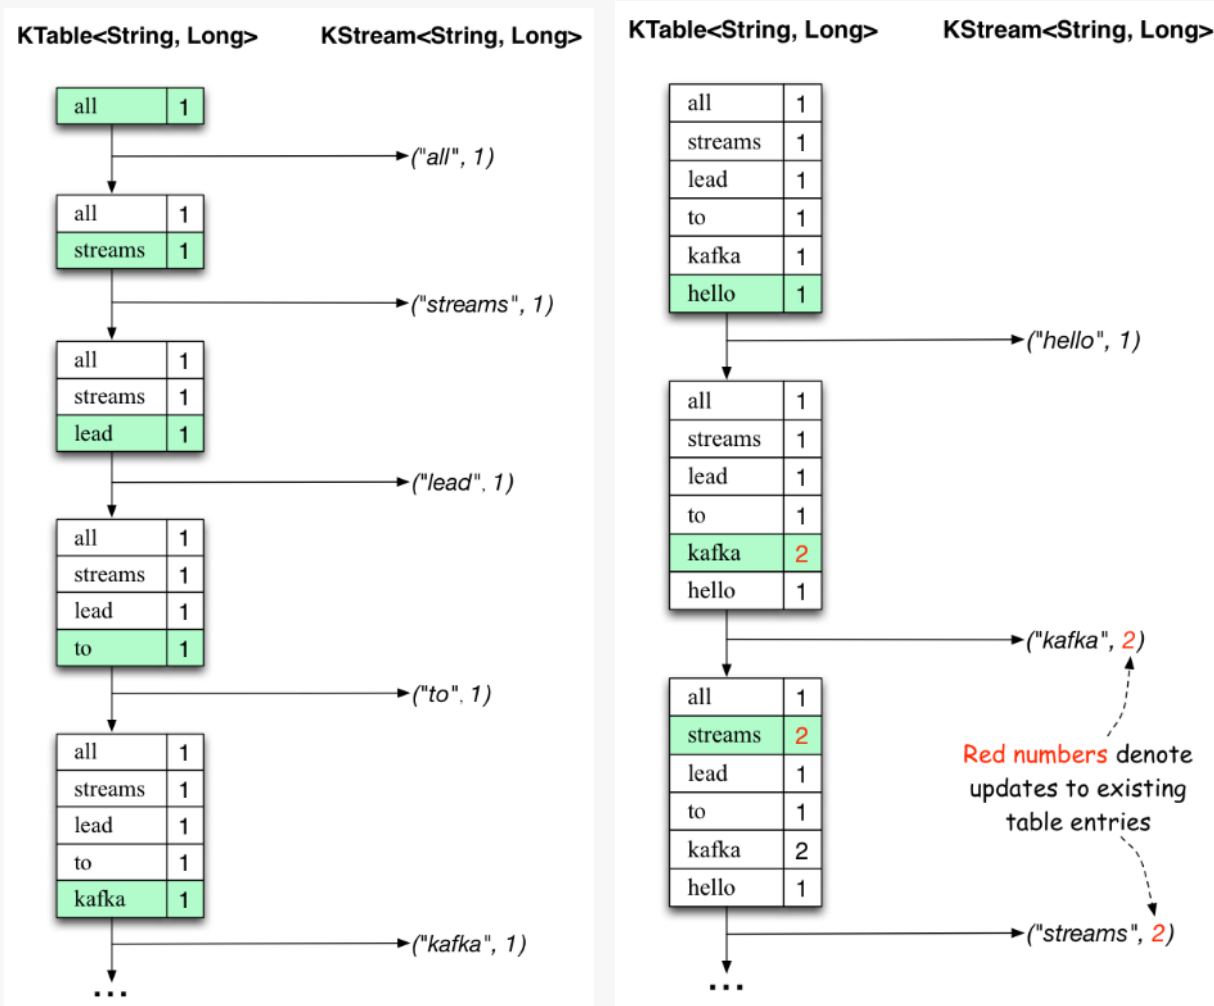 KTable<String, Long> KStream<String, Long>
all 1
("all", 1)
all 1
streams 1
("streams", 1)
all 1
streams 1
lead 1
("lead", 1)
all 1
streams 1
lead 1
to 1
("to", 1)
all 1
streams 1
lead 1
to 1
kafka 1
("kafka", 1)
...
KTable<String, Long> KStream<String, Long>
all 1
streams 1
lead 1
to 1
kafka 1
hello 1
("hello", 1)
all 1
streams 1
lead 1
to 1
kafka 2
hello 1
("kafka", 2)
all 1
streams 2
lead 1
to 1
kafka 2
hello 1
Red numbers denote
updates to existing
table entries
("streams", 2)
...